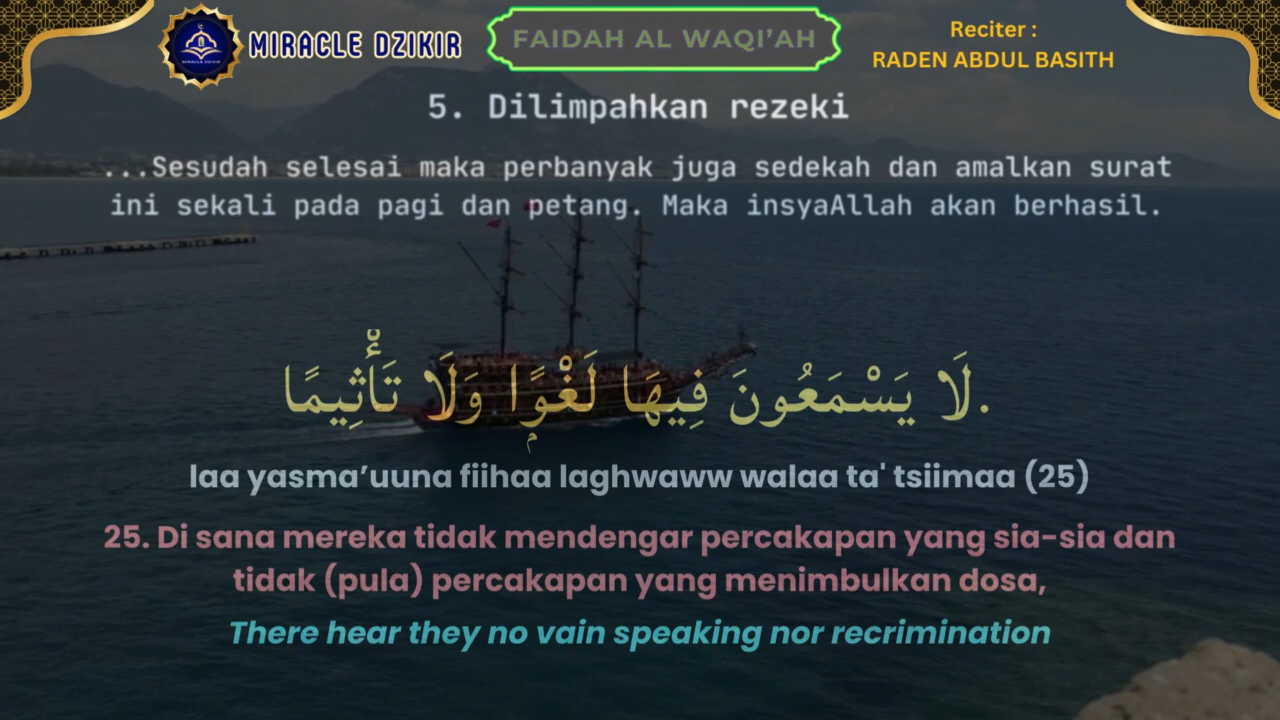 MIRACLE DZIKIR
FAIDAH AL WAQI’AH
Reciter :
RADEN ABDUL BASITH
5. Dilimpahkan rezeki
...Sesudah selesai maka perbanyak juga sedekah dan amalkan surat
ini sekali pada pagi dan petang. Maka insyaAllah akan berhasil.
لَا يَسْمَعُونَ فِيهَا لَغْوًۭا وَلَا تَأْثِيمًا.
laa yasma’uuna fiihaa laghwaww walaa ta' tsiimaa (25)
25. Di sana mereka tidak mendengar percakapan yang sia-sia dan
tidak (pula) percakapan yang menimbulkan dosa,
There hear they no vain speaking nor recrimination